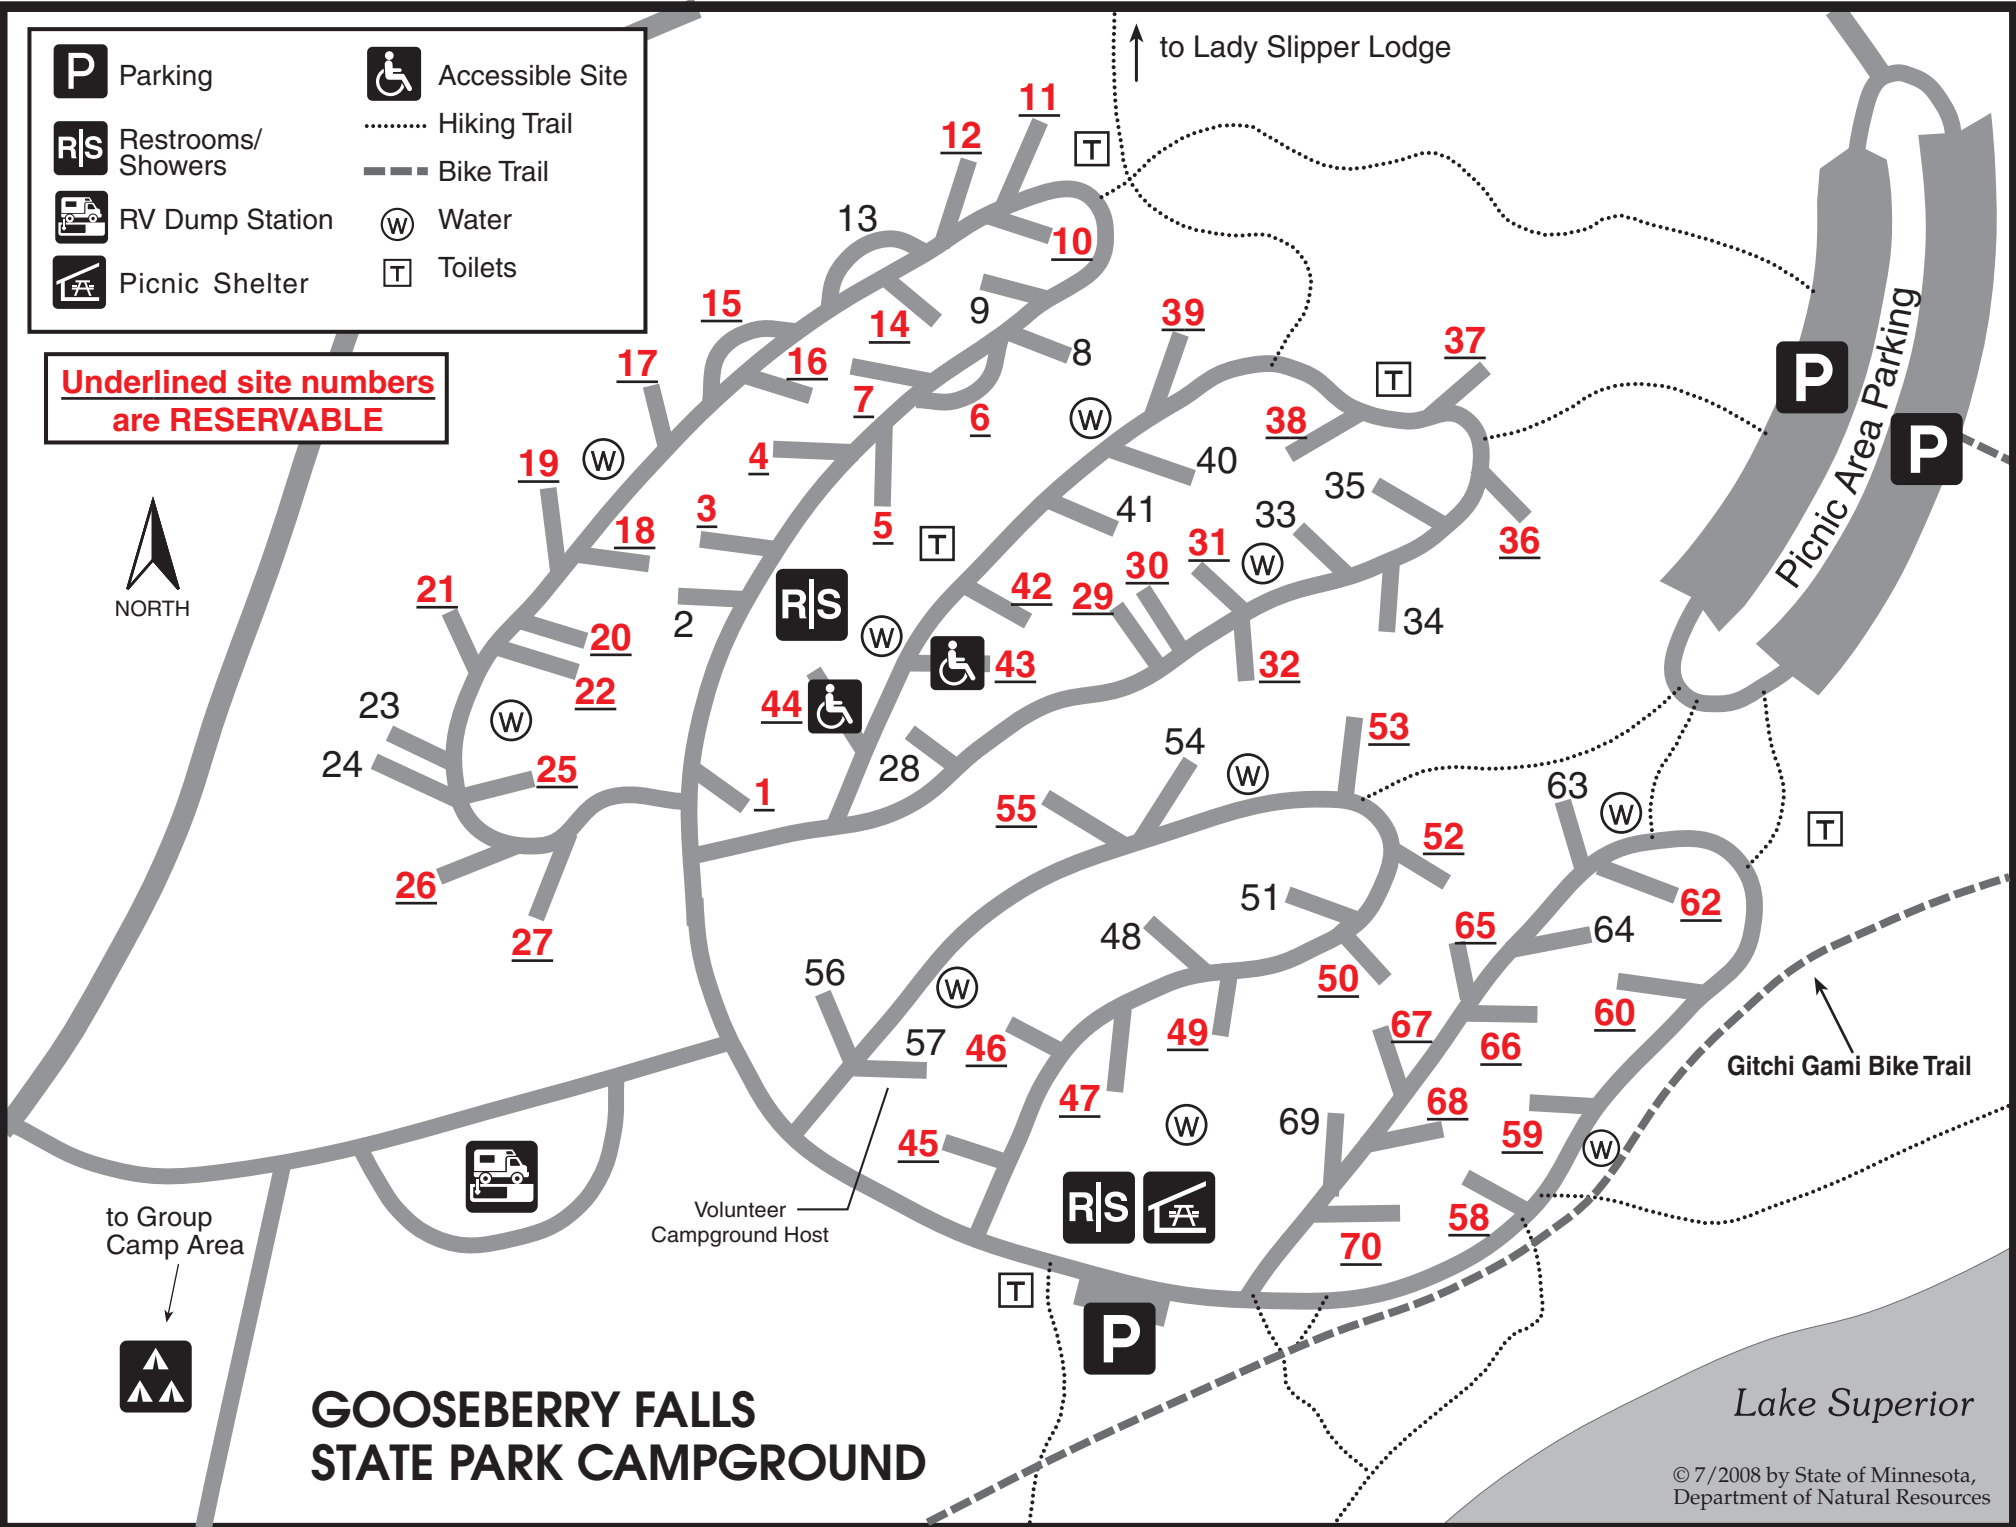 P Parking
R|S Restrooms/
Showers
RV Dump Station
Picnic Shelter
Accessible Site
Hiking Trail
Bike Trail
W Water
T Toilets
Underlined site numbers
are RESERVABLE
NORTH
to Lady Slipper Lodge
11
T
12
13
10
15
9
14
39
8
37
17
16
T
7
6
W
38
P
Picnic Area Parking
P
4
19
W
40
35
3
41
33
5
18
T
31
36
W
30
21
R|S
42
29
2
20
W
34
43
32
22
44
23
W
53
54
24
28
25
W
1
63
55
W
T
52
26
51
62
65
64
27
48
50
56
W
60
67
49
57
46
66
Gitchi Gami Bike Trail
47
68
69
W
59
45
W
R|S
58
Volunteer
Campground Host
70
to Group
Camp Area
T
P
GOOSEBERRY FALLS
STATE PARK CAMPGROUND
Lake Superior
© 7/2008 by State of Minnesota,
Department of Natural Resources